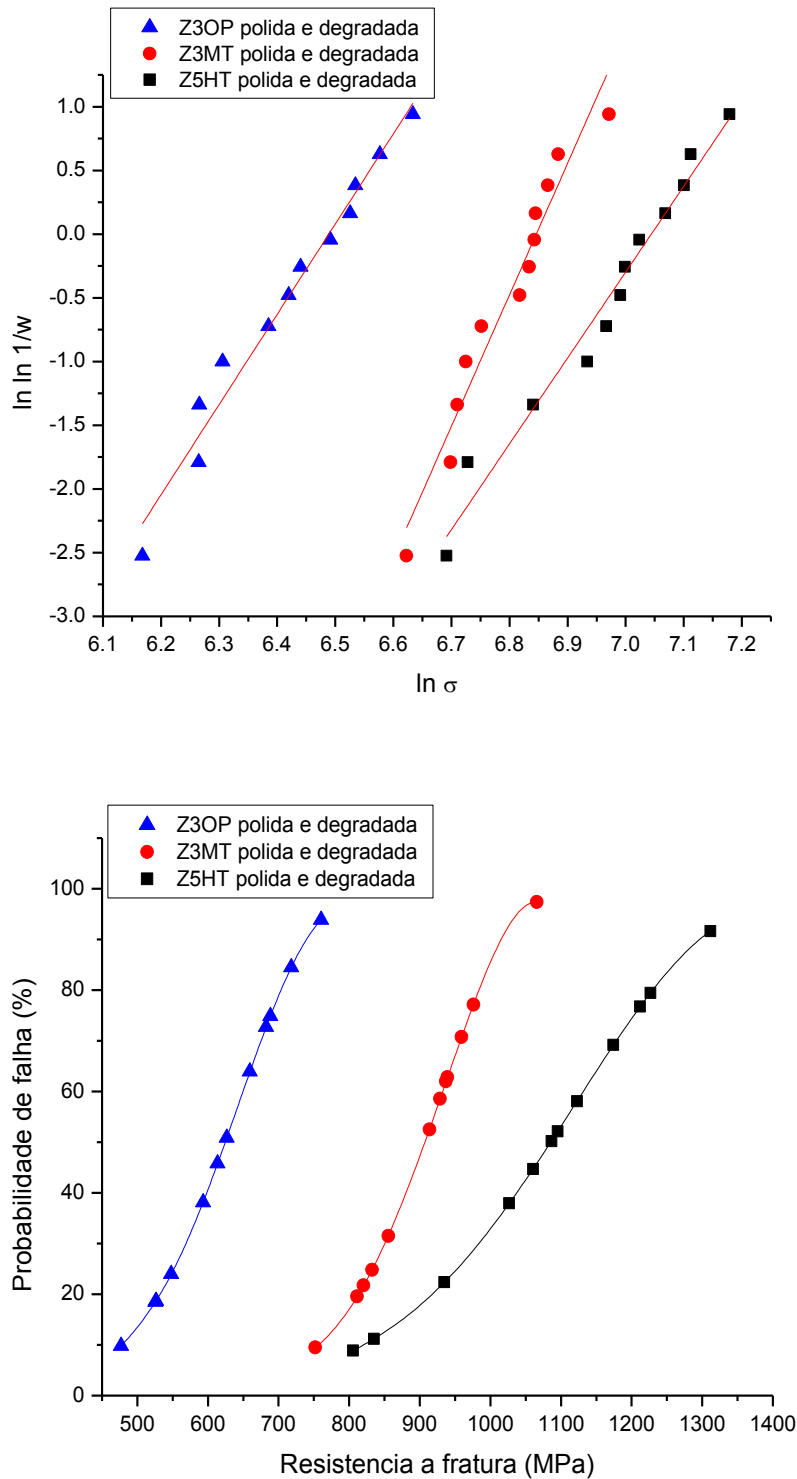 Z3OP polida e degradada
Z3MT polida e degradada
Z5HT polida e degradada
1.0
0.5
0.0
-0.5
-1.0
-1.5
-2.0
-2.5
-3.0
ln ln 1/w
6.1 6.2 6.3 6.4 6.5 6.6 6.7 6.8 6.9 7.0 7.1 7.2
ln σ
Z3OP polida e degradada
Z3MT polida e degradada
Z5HT polida e degradada
100
80
60
40
20
0
Probabilidade de falha (%)
500 600 700 800 900 1000 1100 1200 1300 1400
Resistencia a fratura (MPa)